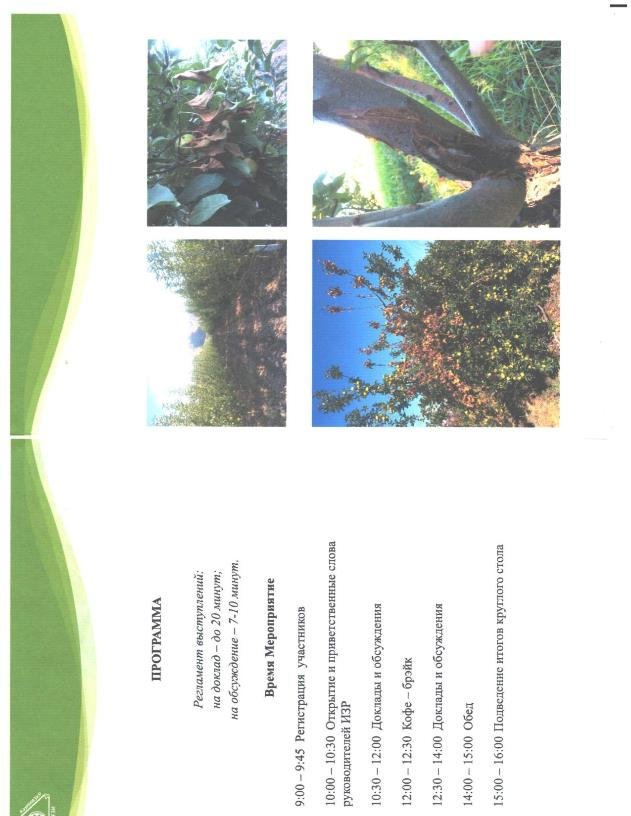 ПРОГРАММА
Регламент выступлений:
на доклад – до 20 минут;
на обсуждение – 7-10 минут.
Время Мероприятие
9:00 – 9:45 Регистрация участников
10:00 – 10:30 Открытие и приветственные слова
руководителей ИЗР
10:30 – 12:00 Доклады и обсуждения
12:00 – 12:30 Кофе – брэйк
12:30 – 14:00 Доклады и обсуждения
14:00 – 15:00 Обед
15:00 – 16:00 Подведение итогов круглого стола